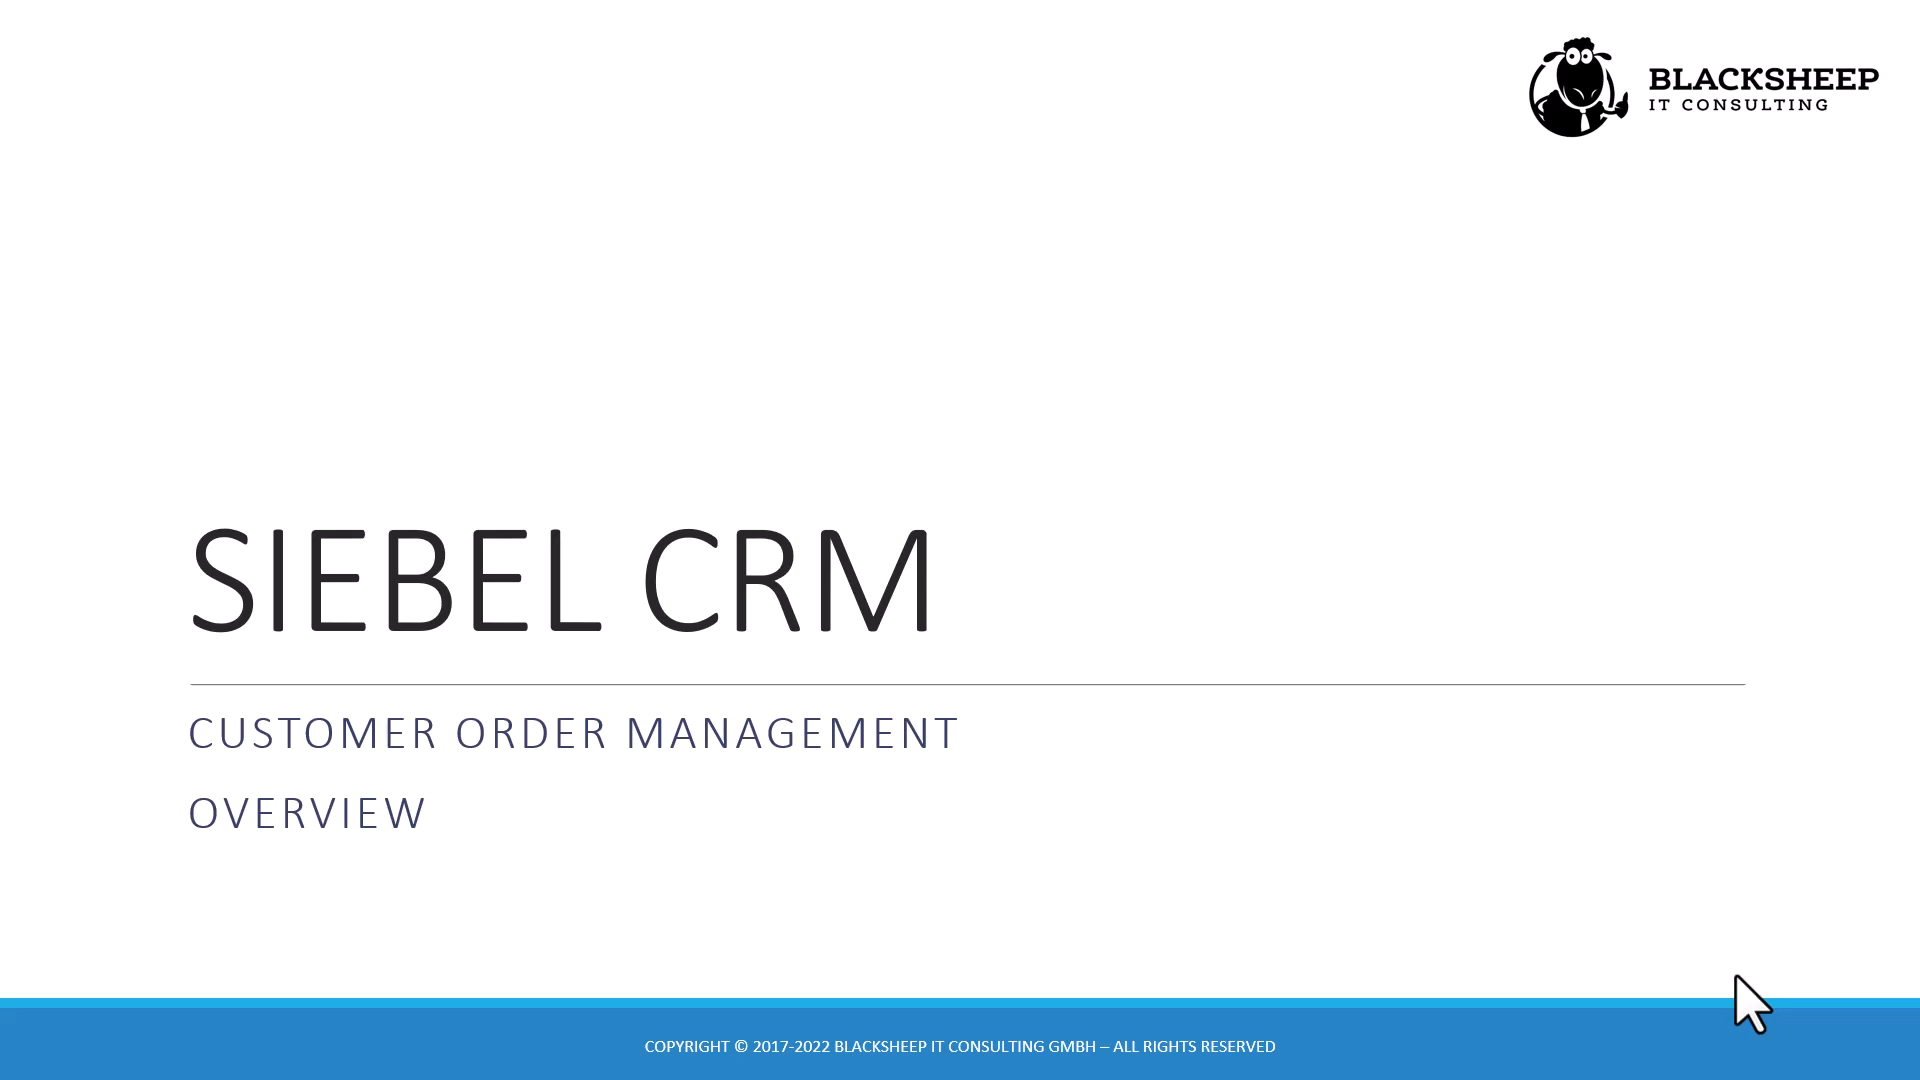 BLACKSHEEP
IT CONSULTING
SIEBEL CRM
CUSTOMER ORDER MANAGEMENT
OVERVIEW
COPYRIGHT © 2017-2022 BLACKSHEEP IT CONSULTING GMBH – ALL RIGHTS RESERVED